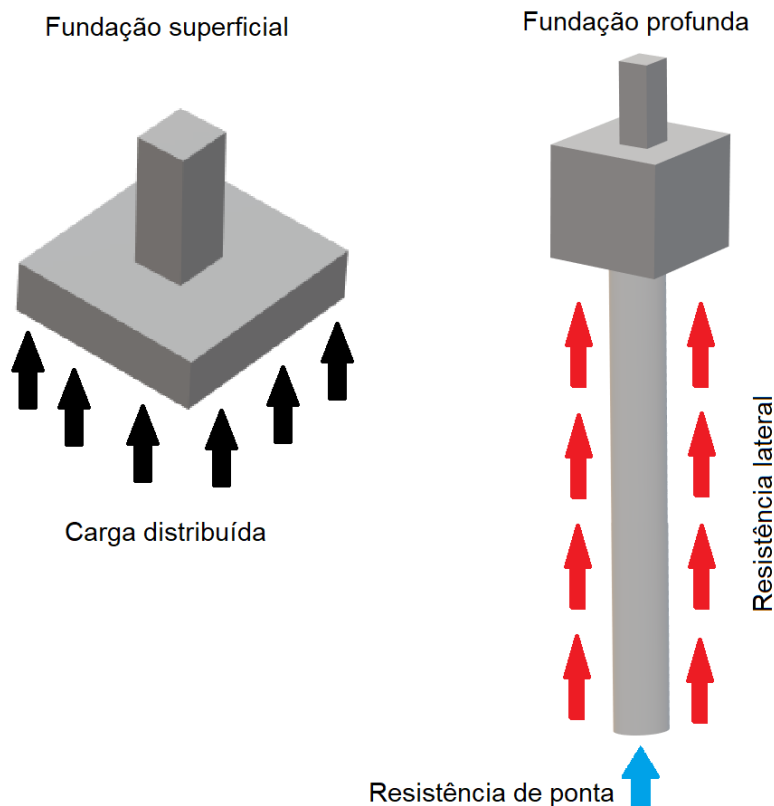 Fundação superficial
Fundação profunda
Carga distribuída
Resistência lateral
Resistência de ponta